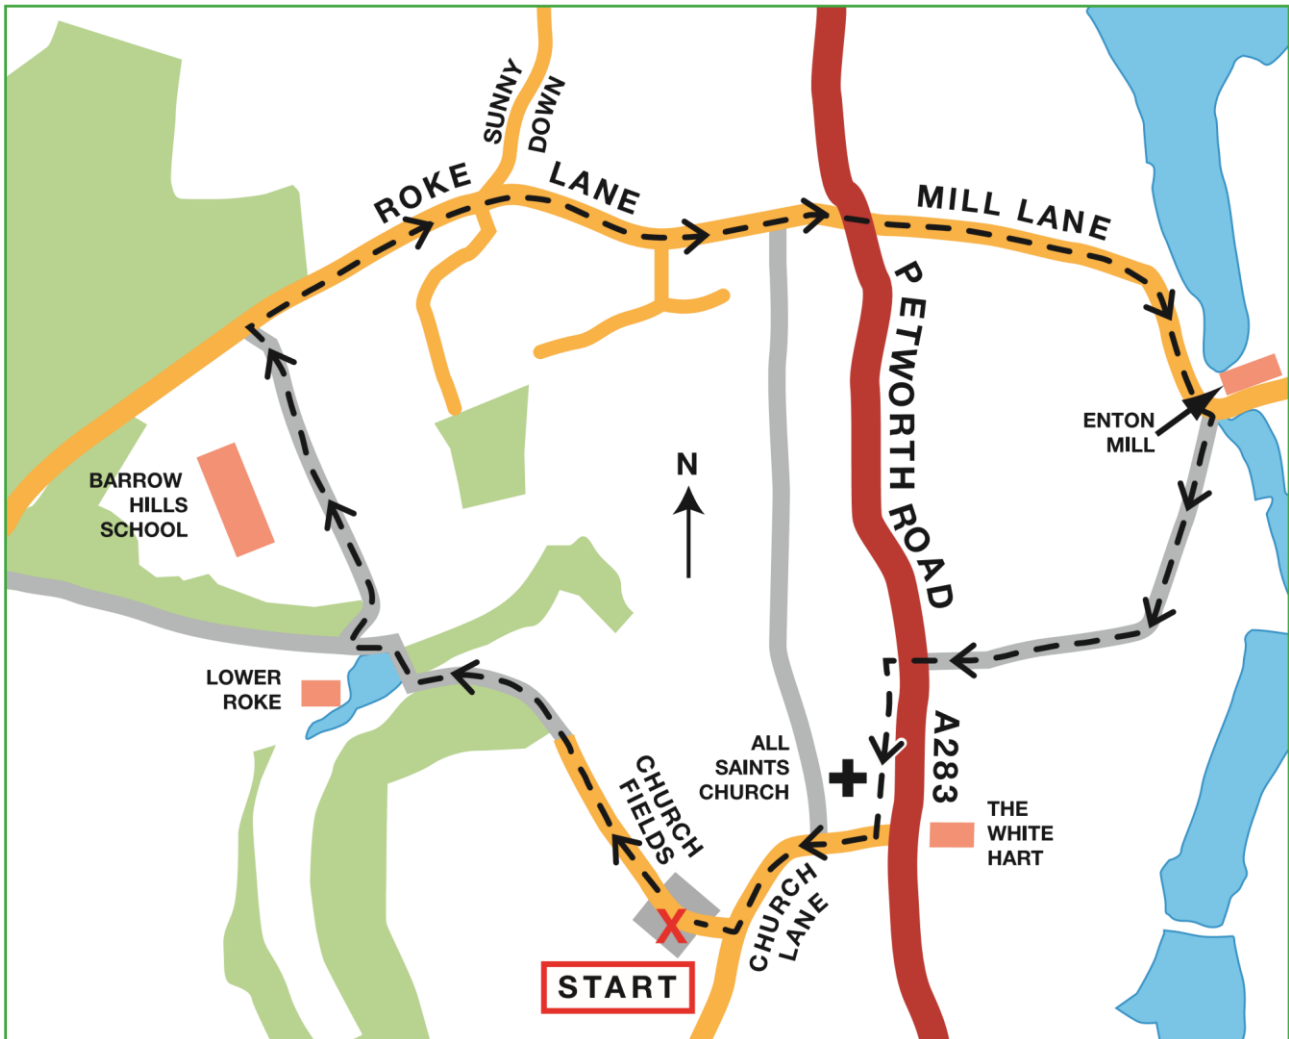 SUNNY
DOWN
ROKE LANE
MILL LANE
PETWORTH ROAD
ENTON
MILL
N
BARROW
HILLS
SCHOOL
LOWER
ROKE
ALL
SAINTS
CHURCH
A283
THE
WHITE
HART
CHURCH
FIELDS
CHURCH
LANE
X
START